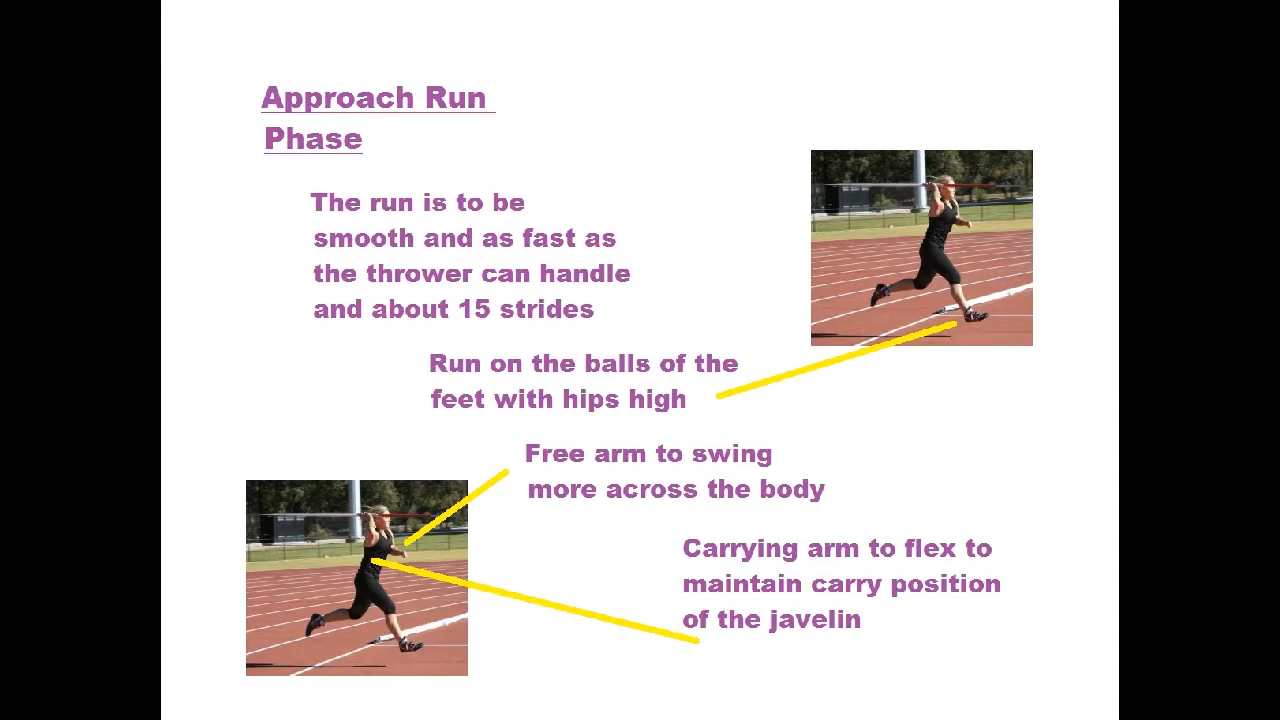 Approach Run
Phase
The run is to be
smooth and as fast as
the thrower can handle
and about 15 strides
Run on the balls of the
feet with hips high
Free arm to swing
more across the body
Carrying arm to flex to
maintain carry position
of the javelin